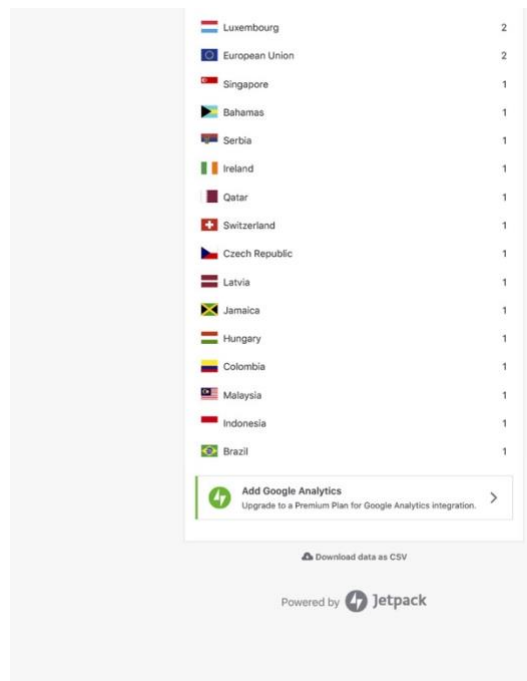 Luxembourg 2
European Union 2
Singapore 1
Bahamas 1
Serbia 1
Ireland 1
Qatar 1
Switzerland 1
Czech Republic 1
Latvia 1
Jamaica 1
Hungary 1
Colombia 1
Malaysia 1
Indonesia 1
Brazil 1
Add Google Analytics
Upgrade to a Premium Plan for Google Analytics integration.
Download data as CSV
Powered by Jetpack